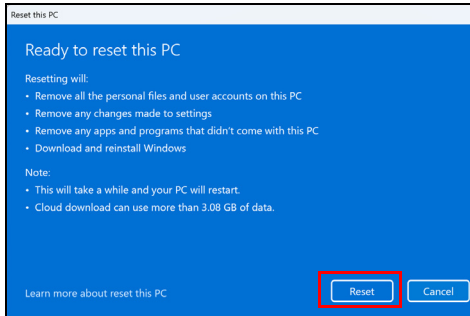 Reset this PC
Ready to reset this PC
Resetting will:
• Remove all the personal files and user accounts on this PC
• Remove any changes made to settings
• Remove any apps and programs that didn't come with this PC
• Download and reinstall Windows
Note:
• This will take a while and your PC will restart.
• Cloud download can use more than 3.08 GB of data.
Learn more about reset this PC
Reset
Cancel